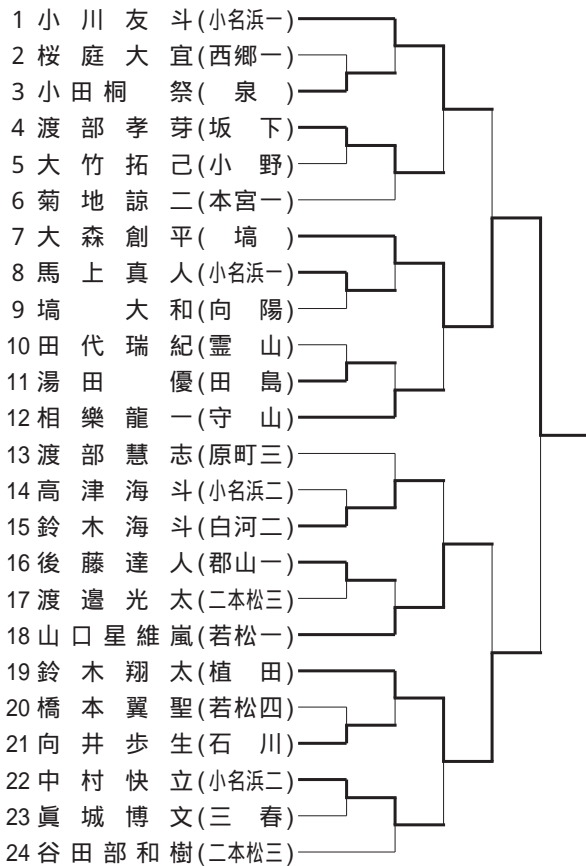 1 小川友斗(小名浜一)
2 桜庭大宜(西郷一)
3 小田桐祭(泉)
4 渡部孝芽(坂下)
5 大竹拓己(小野)
6 菊地諒二(本宮一)
7 大森創平(塙)
8 馬上真人(小名浜一)
9 塙大和(向陽)
10 田代瑞紀(霊山)
11 湯田優(田島)
12 相樂龍一(守山)
13 渡部慧志(原町三)
14 高津海斗(小名浜二)
15 鈴木海斗(白河二)
16 後藤達人(郡山一)
17 渡邉光太(二本松三)
18 山口星維嵐(若松一)
19 鈴木翔太(植田)
20 橋本翼聖(若松四)
21 向井歩生(石川)
22 中村快立(小名浜二)
23 眞城博文(三春)
24 谷田部和樹(二本松三)